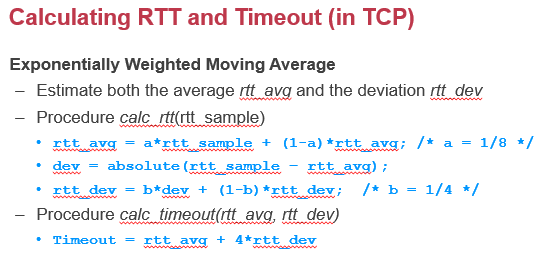 Calculating RTT and Timeout (in TCP)
Exponentially Weighted Moving Average
– Estimate both the average rtt_avg and the deviation rtt_dev
– Procedure calc_rtt(rtt_sample)
• rtt_avg = a*rtt_sample + (1-a)*rtt_avg; /* a = 1/8 */
• dev = absolute(rtt_sample – rtt_avg);
• rtt_dev = b*dev + (1-b)*rtt_dev; /* b = 1/4 */
– Procedure calc_timeout(rtt_avg, rtt_dev)
• Timeout = rtt_avg + 4*rtt_dev